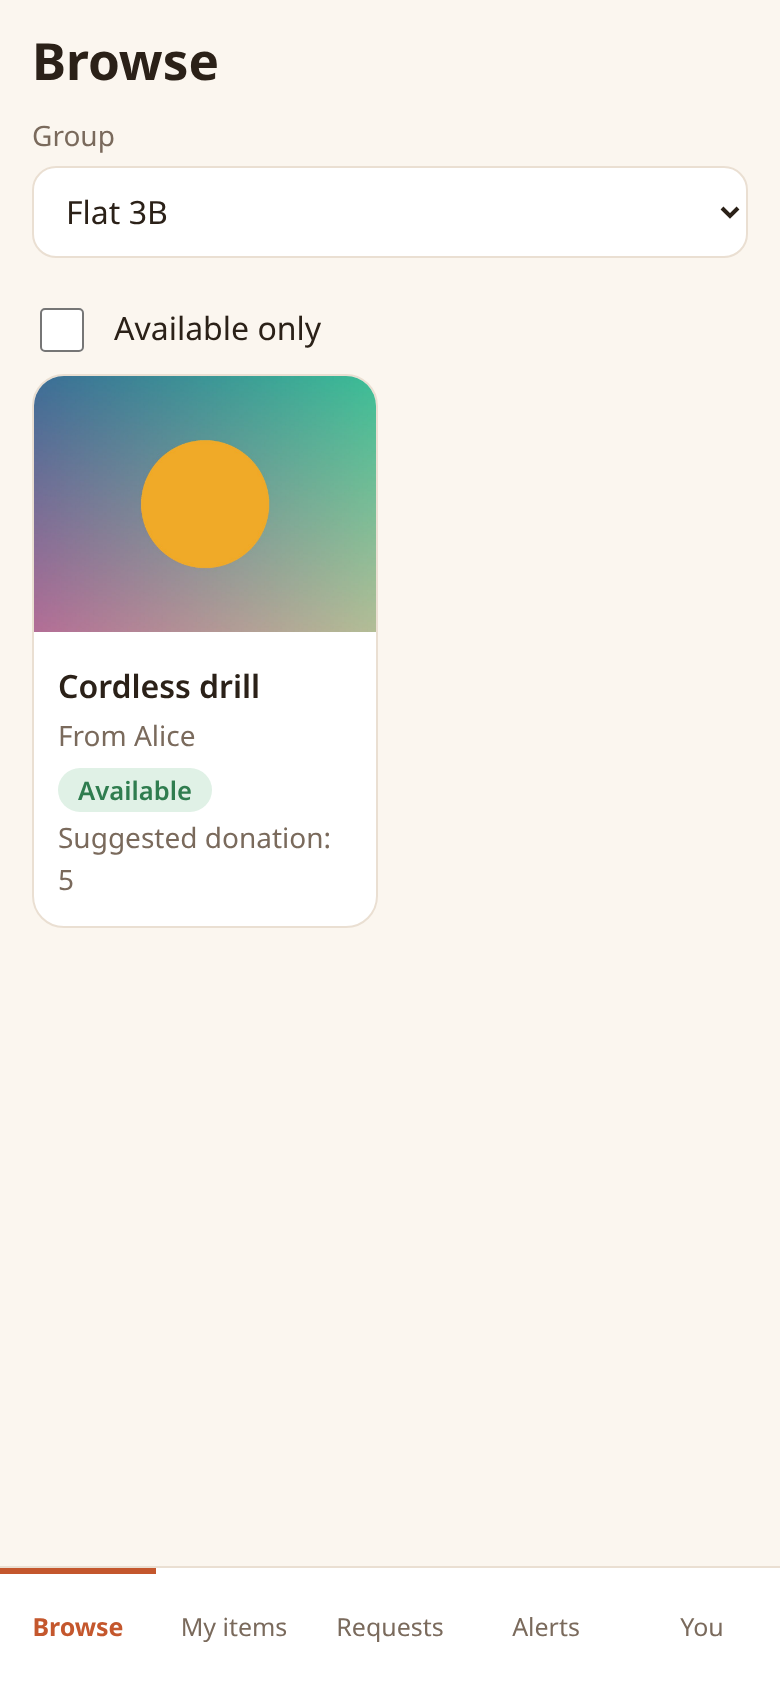 Browse
Group
Flat 3B
Available only
Cordless drill
From Alice
Available
Suggested donation:
5
Browse
My items
Requests
Alerts
You